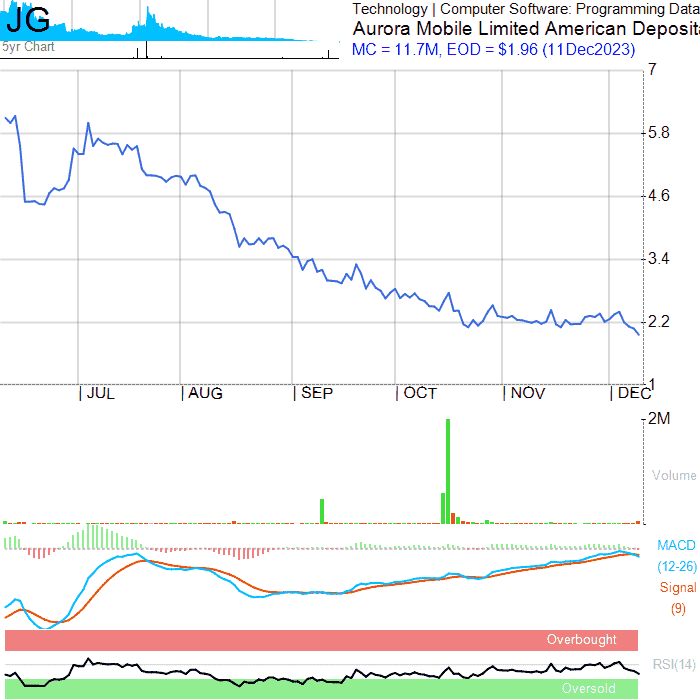 JG
5yr Chart
Technology | Computer Software: Programming Data
Aurora Mobile Limited American Deposit
MC = 11.7M, EOD = $1.96 (11Dec2023)
7
5.8
4.6
3.4
2.2
1
JUL AUG SEP OCT NOV DEC
2M
Volume
MACD
(12-26)
Signal
(9)
Overbought
RSI(14)
Oversold